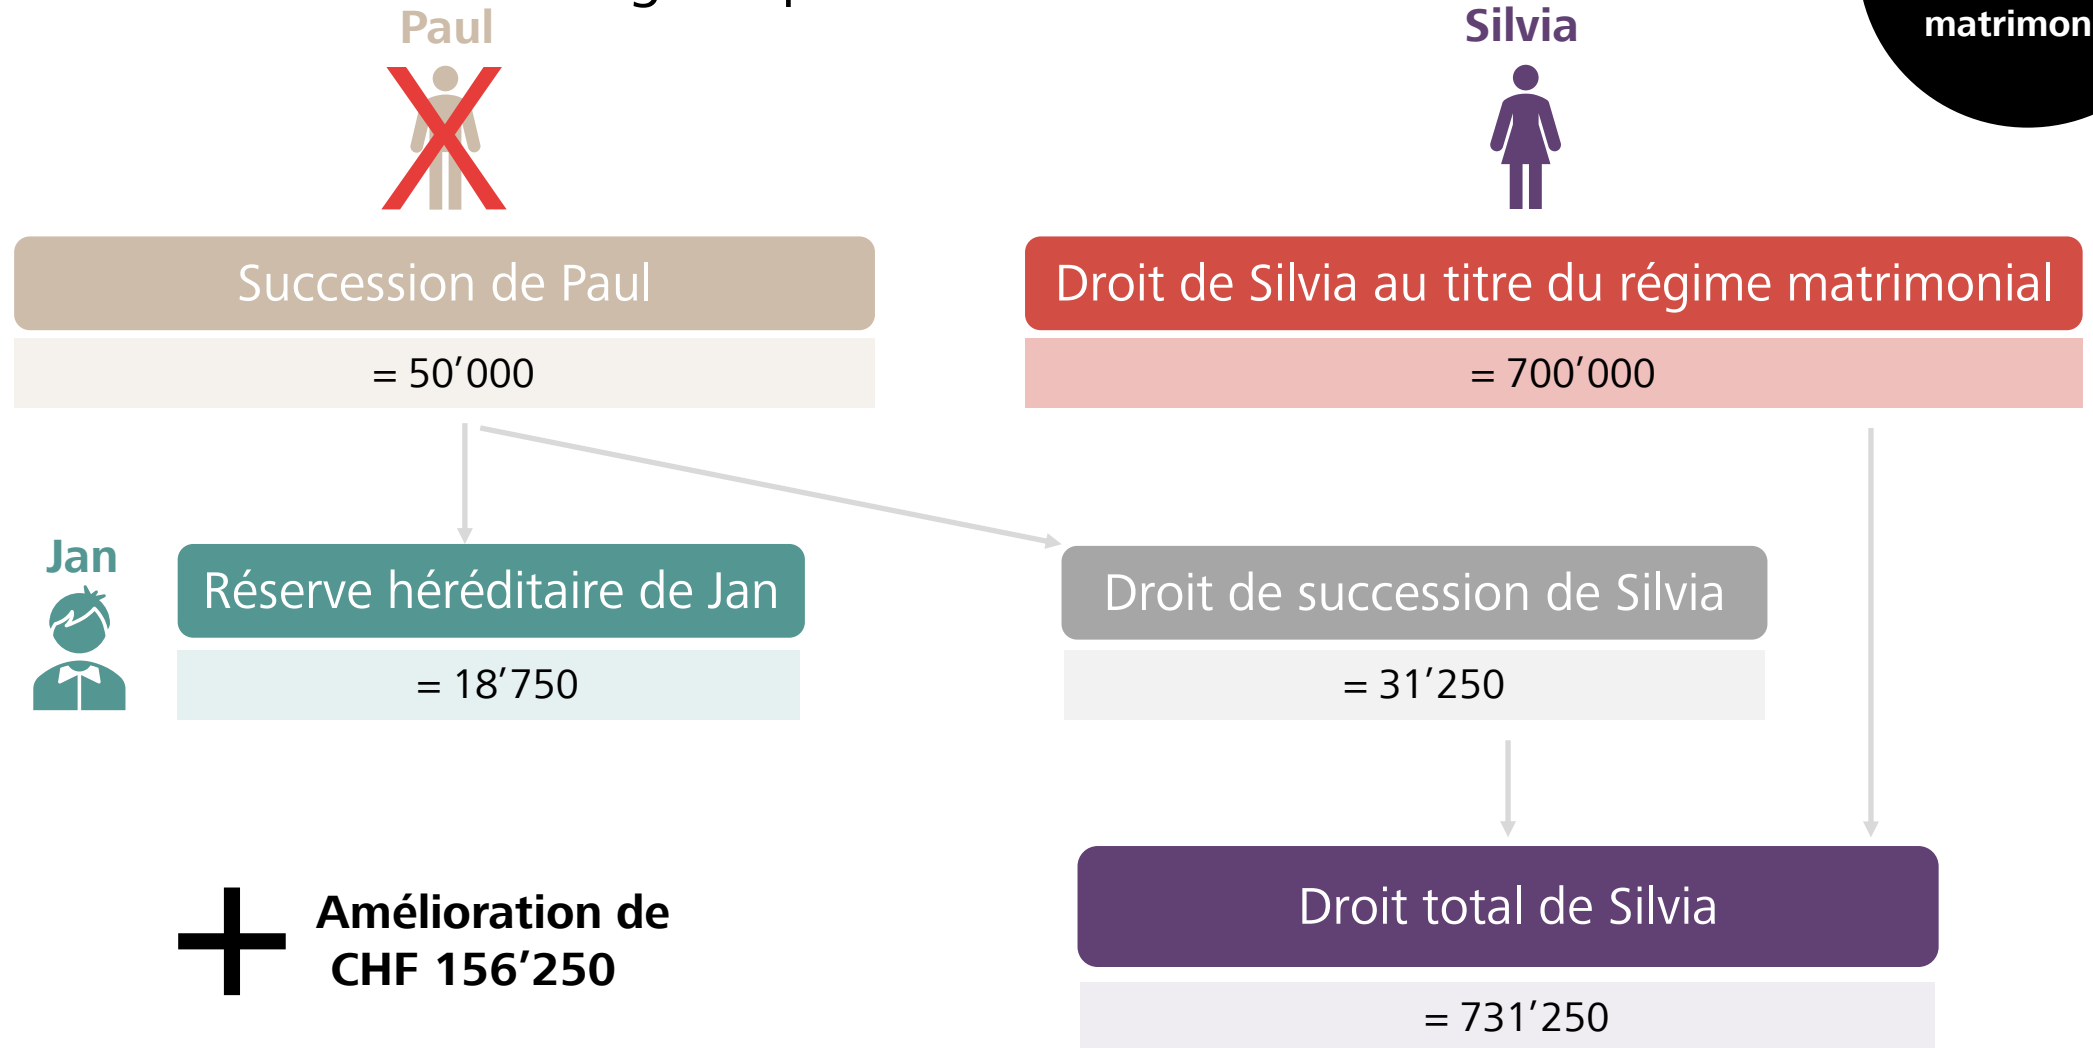 Paul
Silvia
matrimon
Succession de Paul
Droit de Silvia au titre du régime matrimonial
= 50’000
= 700’000
Jan
Réserve héréditaire de Jan
Droit de succession de Silvia
= 18’750
= 31’250
Amélioration de
CHF 156’250
Droit total de Silvia
= 731’250